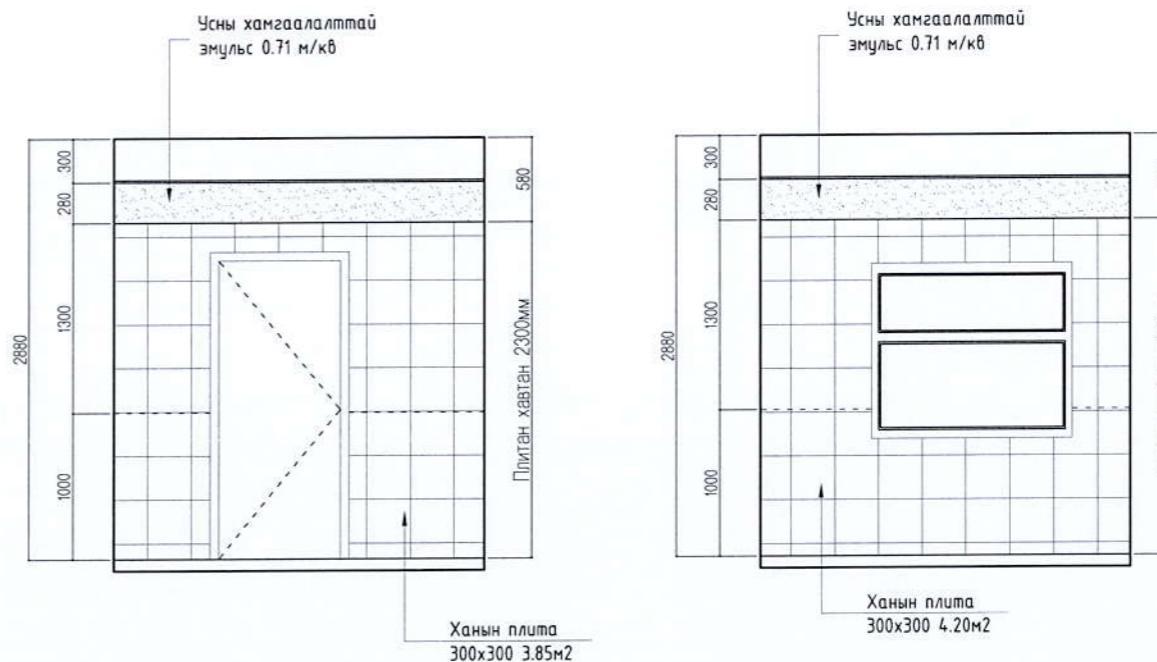 Усны хамгаалалттай
эмульс 0.71 м/кв
300
280
1300
1000
2880
580
Плитан хавтан 2300мм
Ханын плита
300x300 3.85м2
Усны хамгаалалттай
эмульс 0.71 м/кв
300
280
1300
1000
2880
Ханын плита
300x300 4.20м2